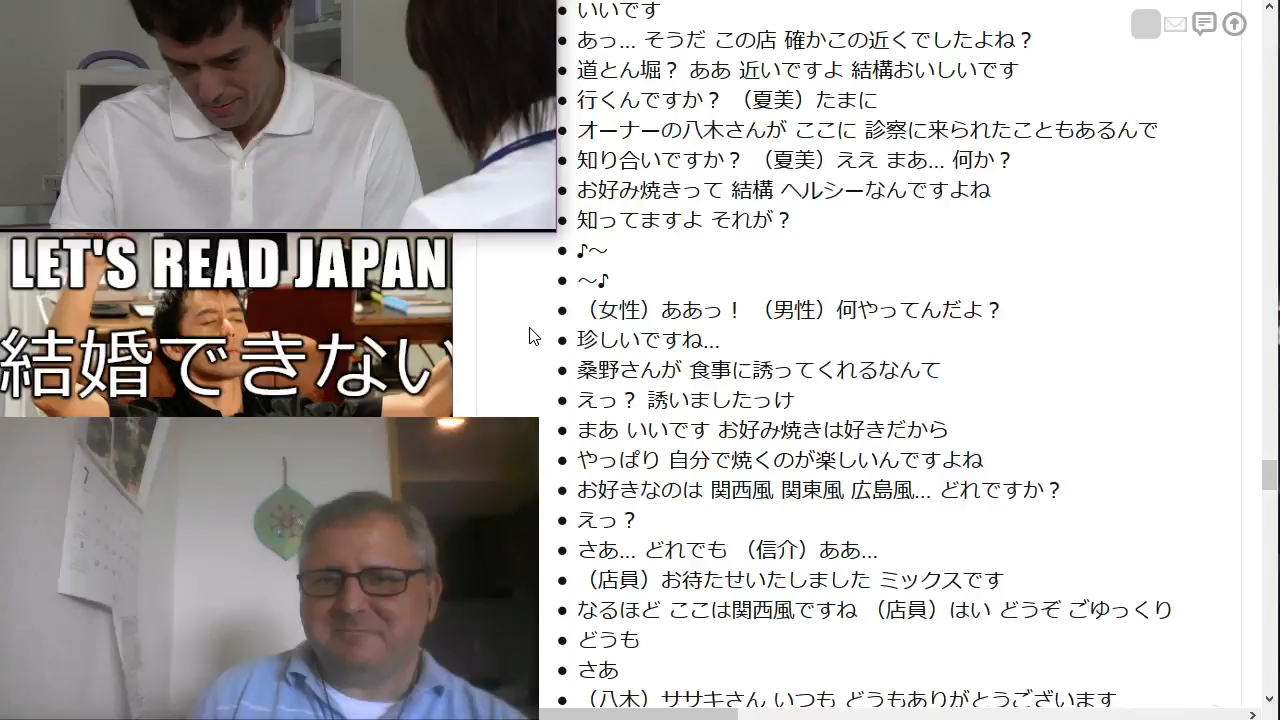 いいです
あっ… そうだ この店 確かこの近くでしたよね？
道とん堀？ ああ 近いですよ 結構おいしいです
行くんですか？ （夏美）たまに
オーナーの八木さんが ここに 診察に来られたこともあるんで
知り合いですか？ （夏美）ええ まあ… 何か？
お好み焼きって 結構 ヘルシーなんですよね
知ってますよ それが？
♪～
～♪
（女性）ああっ！ （男性）何やってんだよ？
珍しいですね…
桑野さんが 食事に誘ってくれるなんて
えっ？ 誘いましたっけ
まあ いいです お好み焼きは好きだから
やっぱり 自分で焼くのが楽しいんですよね
お好きなのは 関西風 関東風 広島風… どれですか？
えっ？
さあ… どれでも （信介）ああ…
（店員）お待たせいたしました ミックスです
なるほど ここは関西風ですね （店員）はい どうぞ ごゆっくり
どうも
さあ
（八木）ササキさん いつも どうもありがとうございます
LET'S READ JAPAN
結婚できない
7